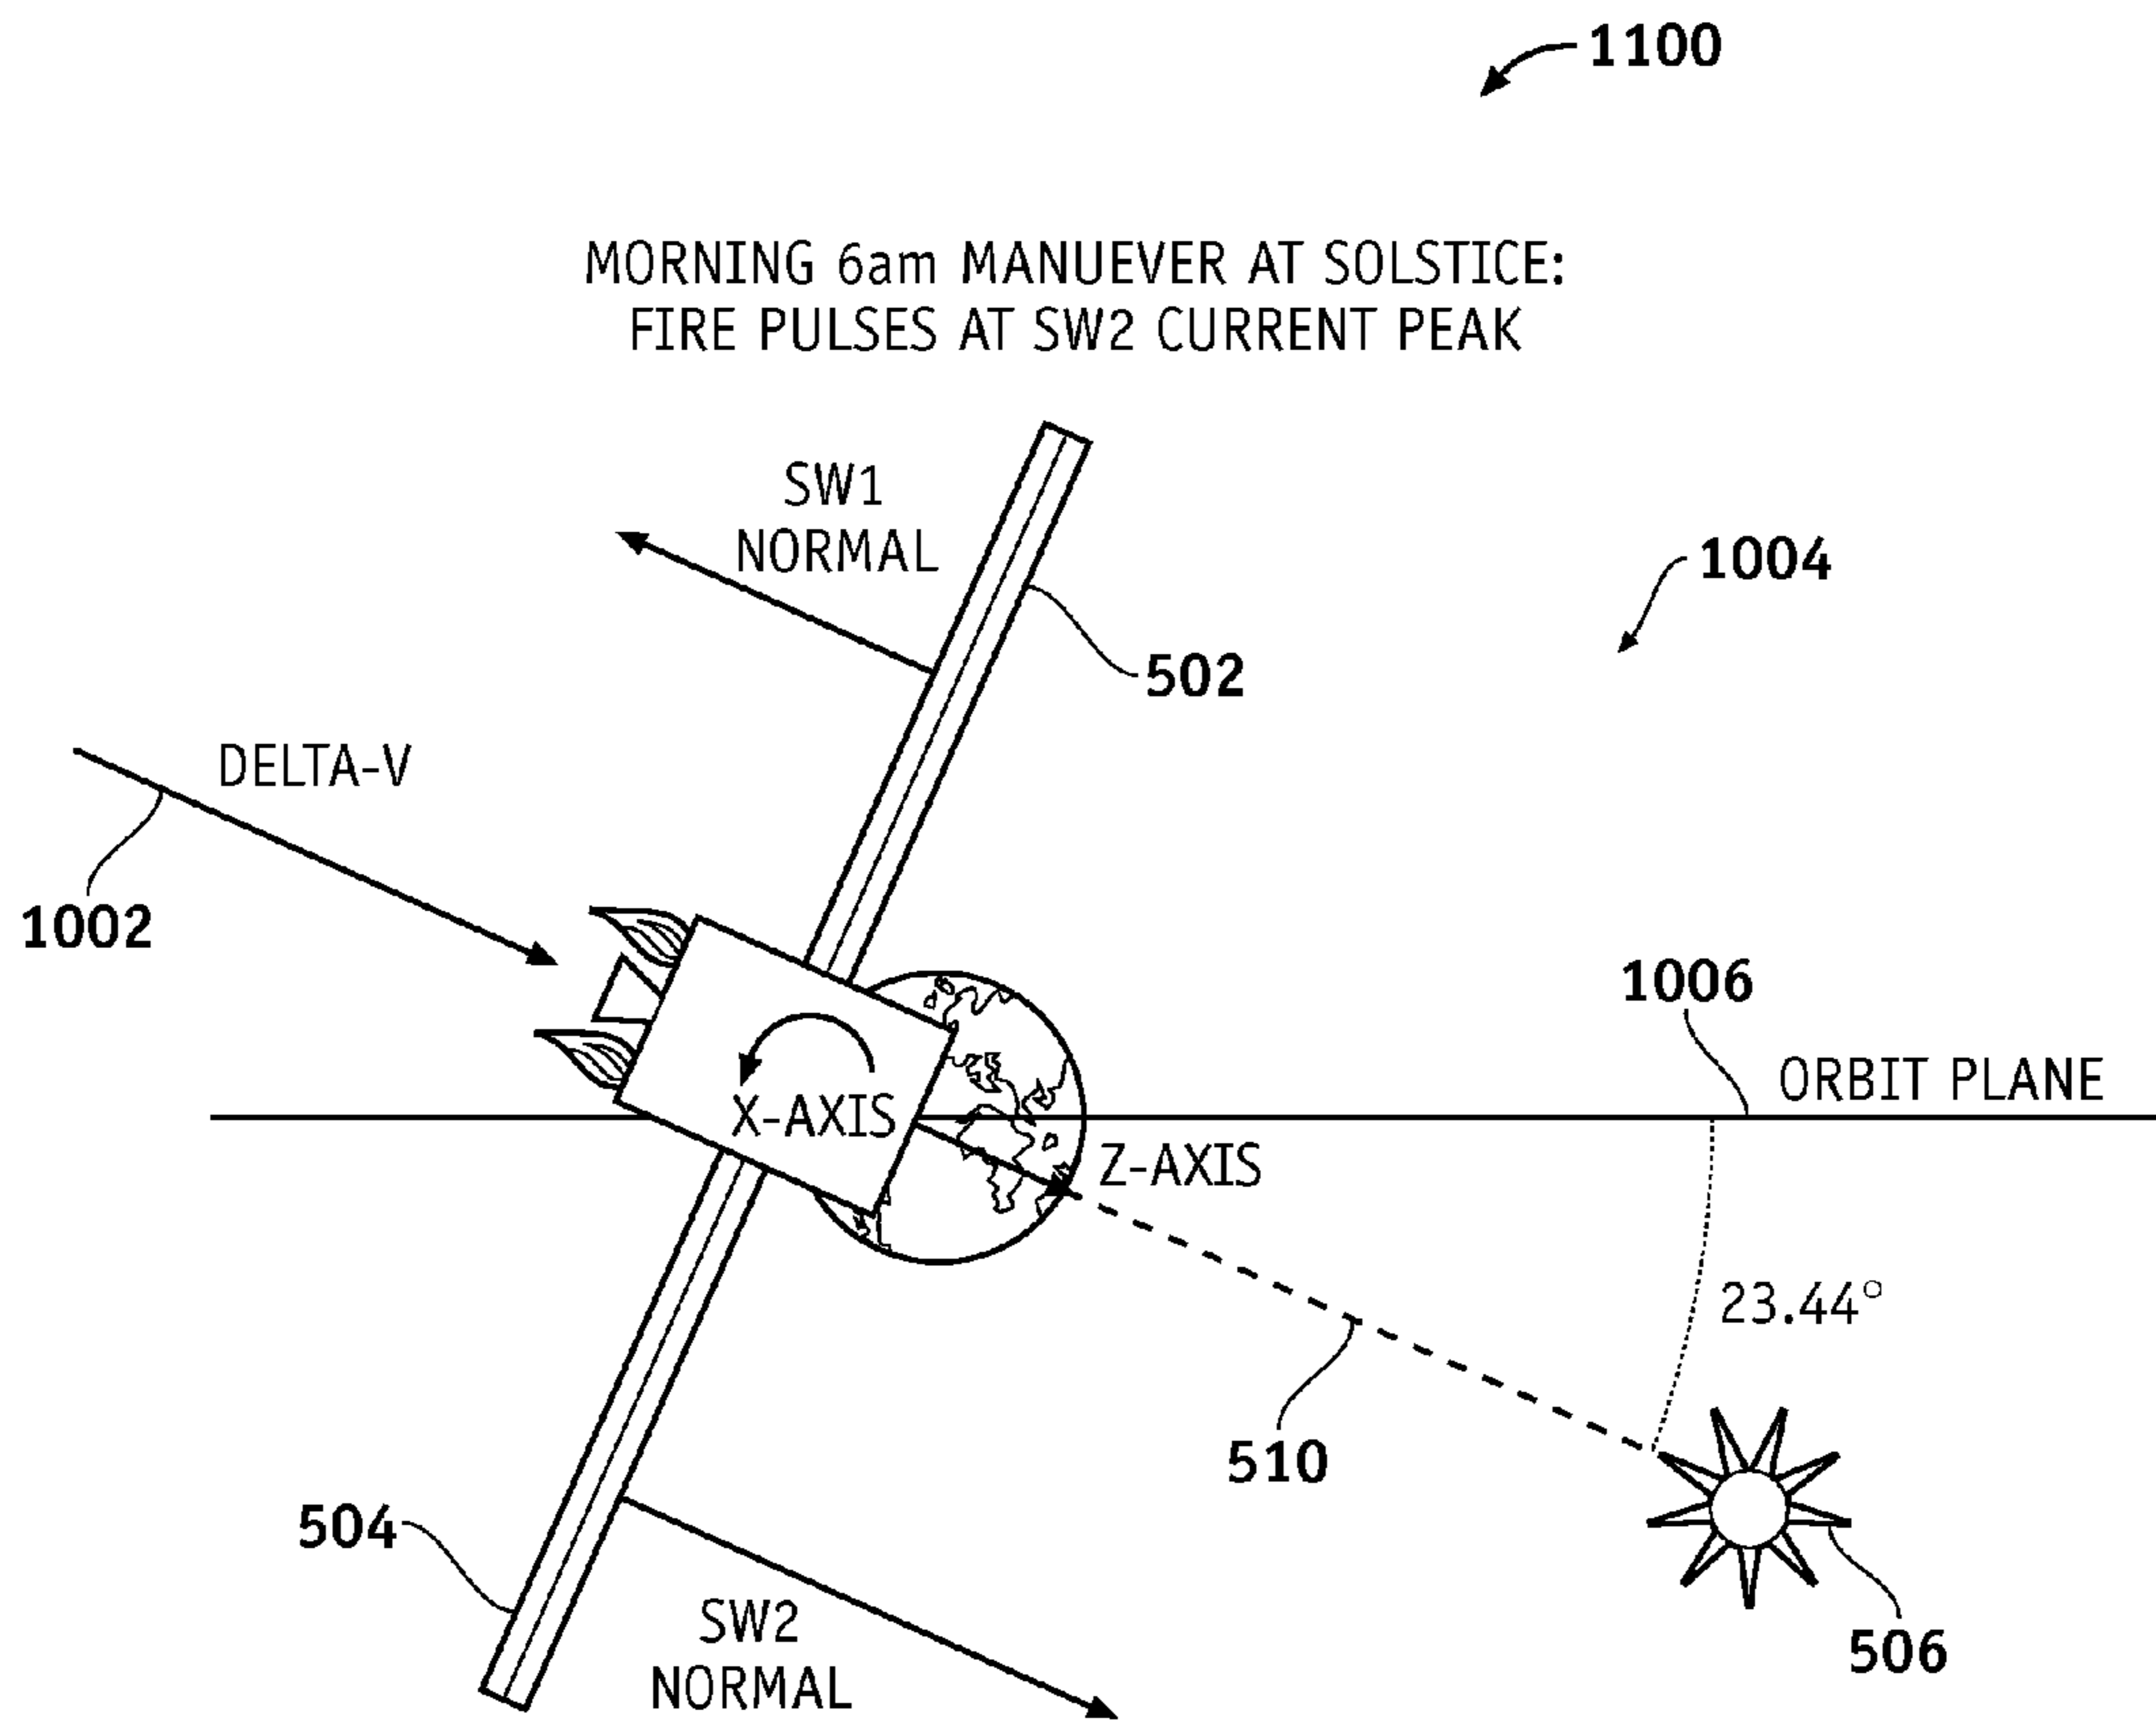 1100
MORNING 6am MANUEVER AT SOLSTICE:
FIRE PULSES AT SW2 CURRENT PEAK
SW1
NORMAL
1004
502
DELTA-V
1002
1006
ORBIT PLANE
X-AXIS
Z-AXIS
23.44°
510
504
SW2
NORMAL
506